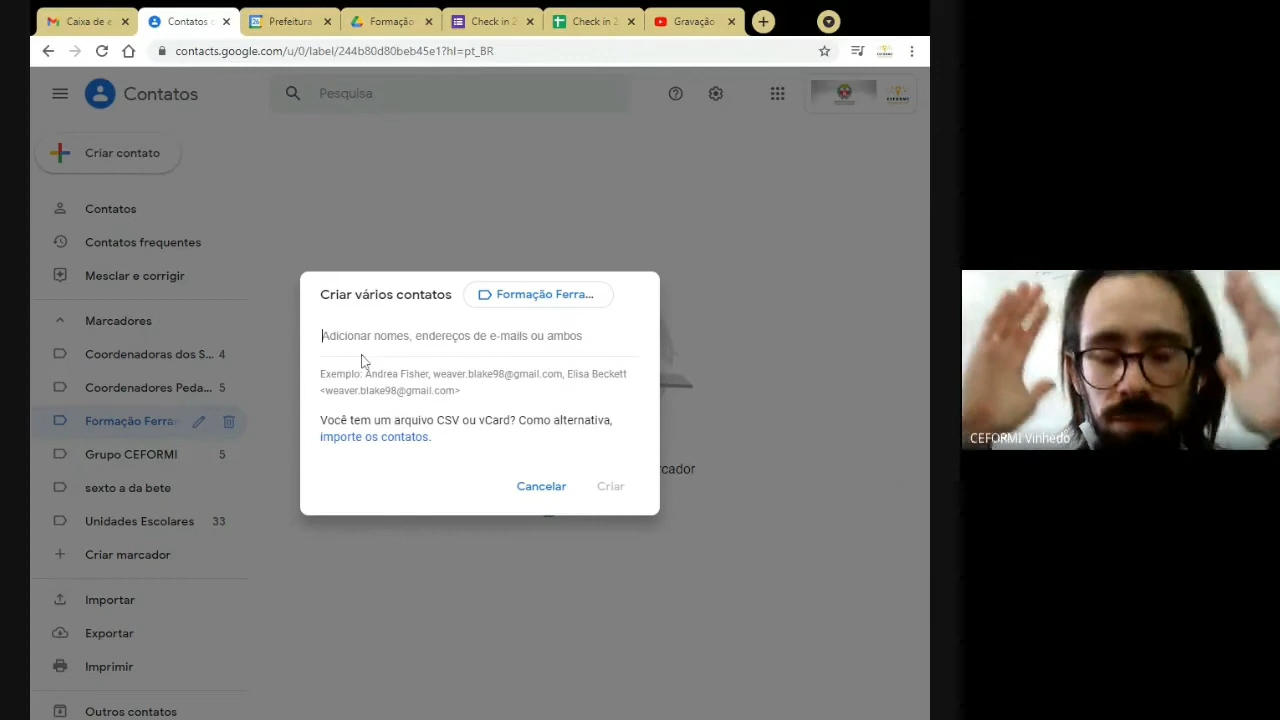 Caixa de e
Contatos c
Prefeitura
Formação
Check in 2
Check in 2
Gravação
contacts.google.com/u/0/label/244b80d80beb45e1?hl=pt_BR
Contatos
Pesquisa
CEFORMI
Criar contato
Contatos
Contatos frequentes
Mesclar e corrigir
Marcadores
Coordenadoras dos S... 4
Coordenadores Peda... 5
Formação Ferra
Grupo CEFORMI 5
sexto a da bete
Unidades Escolares 33
Criar marcador
Importar
Exportar
Imprimir
Outros contatos
Criar vários contatos
Formação Ferra...
Adicionar nomes, endereços de e-mails ou ambos
Exemplo: Andrea Fisher, weaver.blake98@gmail.com, Elisa Beckett
<weaver.blake98@gmail.com>
Você tem um arquivo CSV ou vCard? Como alternativa,
importe os contatos.
rcador
Cancelar
Criar
CEFORMI Vinhedo